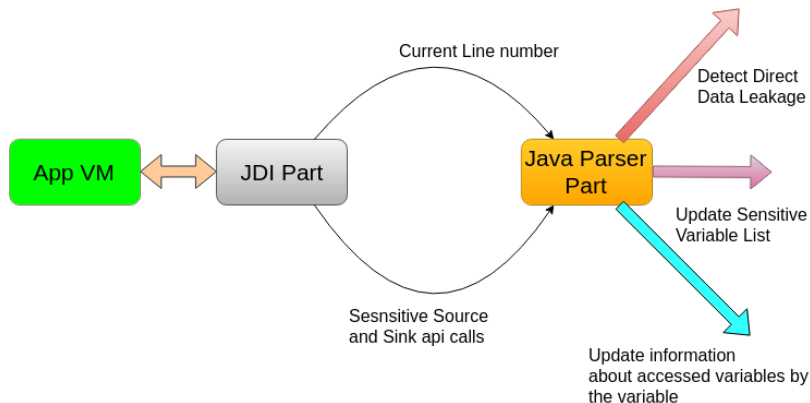 Current Line number
Detect Direct
Data Leakage
App VM
JDI Part
Java Parser
Part
Update Sensitive
Variable List
Sesnsitive Source
and Sink api calls
Update information
about accessed variables by
the variable